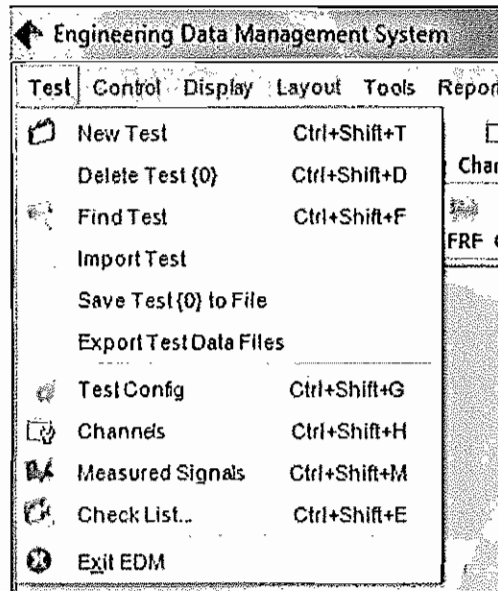 Engineering Data Management System
Test Control Display Layout Tools
New Test Ctrl+Shift+T
Delete Test {0} Ctrl+Shift+D
Find Test Ctrl+Shift+F
FRF
Import Test
Save Test {0} to File
Export Test Data Files
Test Config Ctrl+Shift+G
Channels Ctrl+Shift+H
Measured Signals Ctrl+Shift+M
Check List... Ctrl+Shift+E
Exit EDM